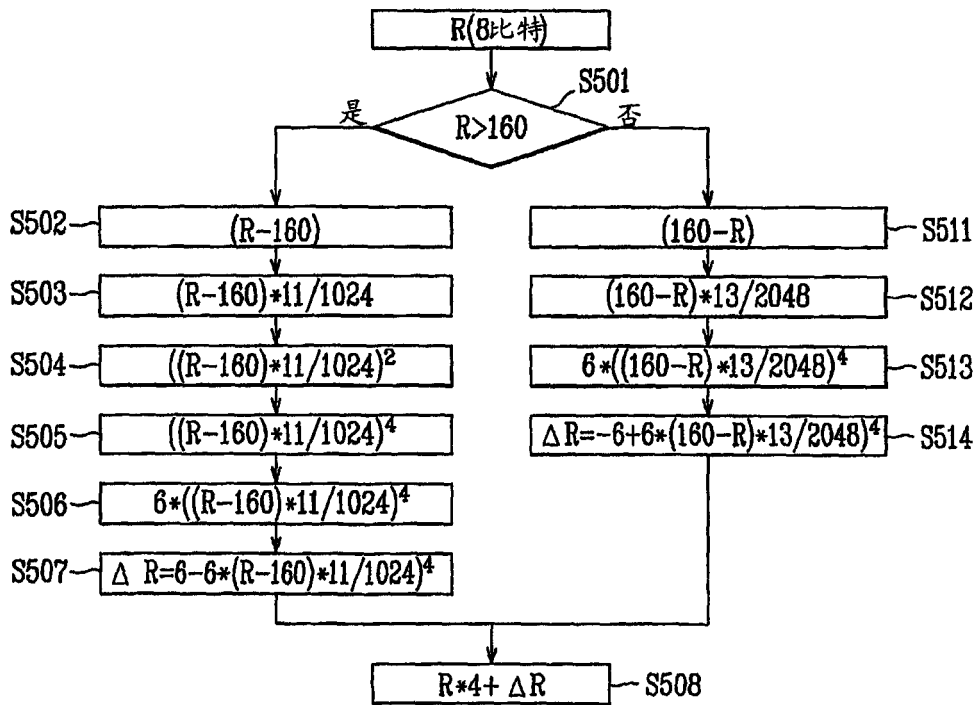 R(8比特)
S501
是
R>160
否
S502
(R-160)
(160-R)
S511
S503
(R-160)*11/1024
(160-R)*13/2048
S512
S504
((R-160)*11/1024)²
6*((160-R)*13/2048)⁴
S513
S505
((R-160)*11/1024)⁴
ΔR=-6+6*(160-R)*13/2048)⁴
S514
S506
6*((R-160)*11/1024)⁴
S507
Δ R=6-6*(R-160)*11/1024)⁴
R*4+ ΔR
S508